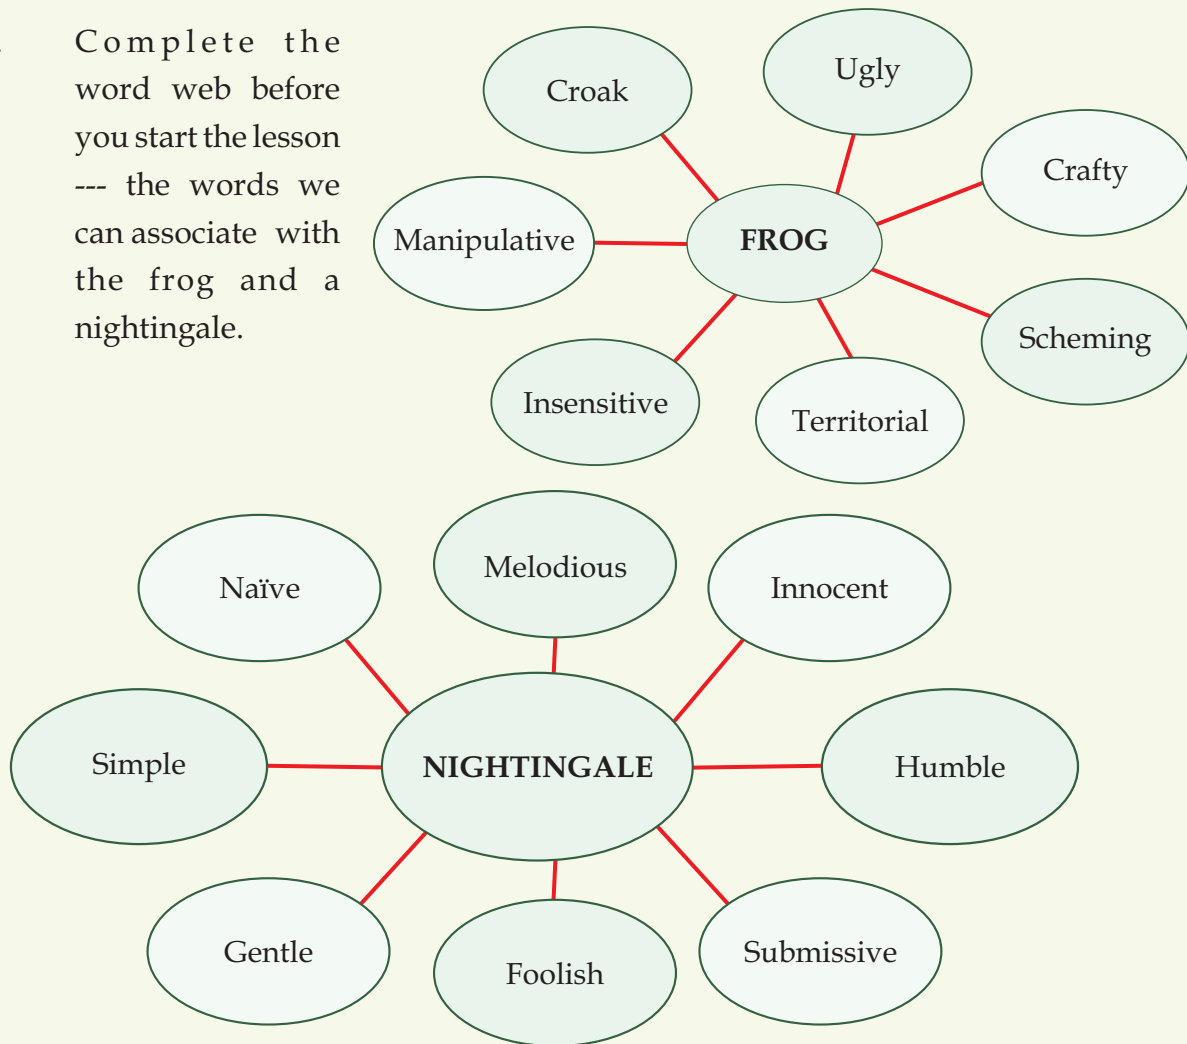 Complete the
word web before
you start the lesson
--- the words we
can associate with
the frog and a
nightingale.
Croak
Ugly
Crafty
Manipulative
FROG
Scheming
Insensitive
Territorial
Melodious
Naïve
Innocent
Simple
NIGHTINGALE
Humble
Gentle
Foolish
Submissive